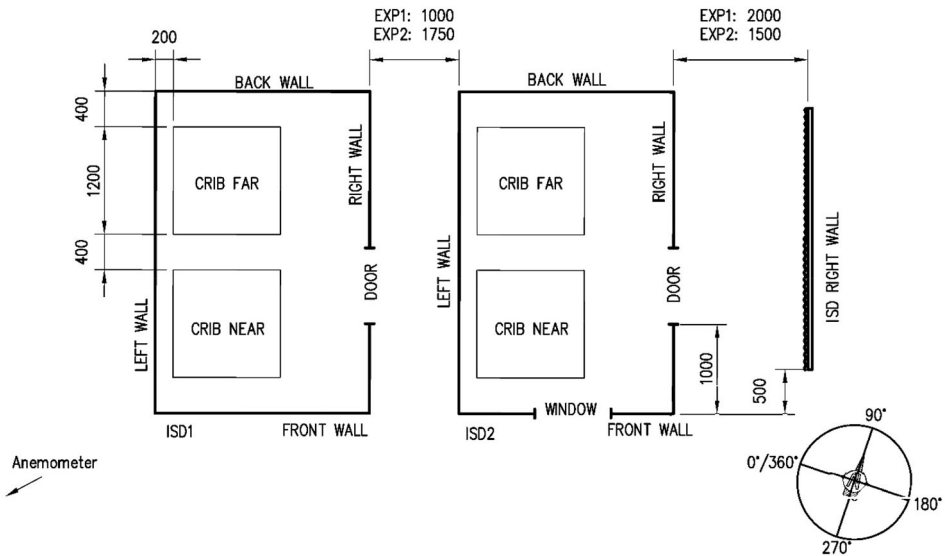 EXP1: 1000
EXP2: 1750
EXP1: 2000
EXP2: 1500
200
BACK WALL
BACK WALL
400
1200
400
CRIB FAR
RIGHT WALL
CRIB FAR
RIGHT WALL
ISD RIGHT WALL
LEFT WALL
CRIB NEAR
DOOR
LEFT WALL
CRIB NEAR
DOOR
1000
500
WINDOW
ISD1
FRONT WALL
ISD2
FRONT WALL
Anemometer
90°
0°/360°
180°
270°